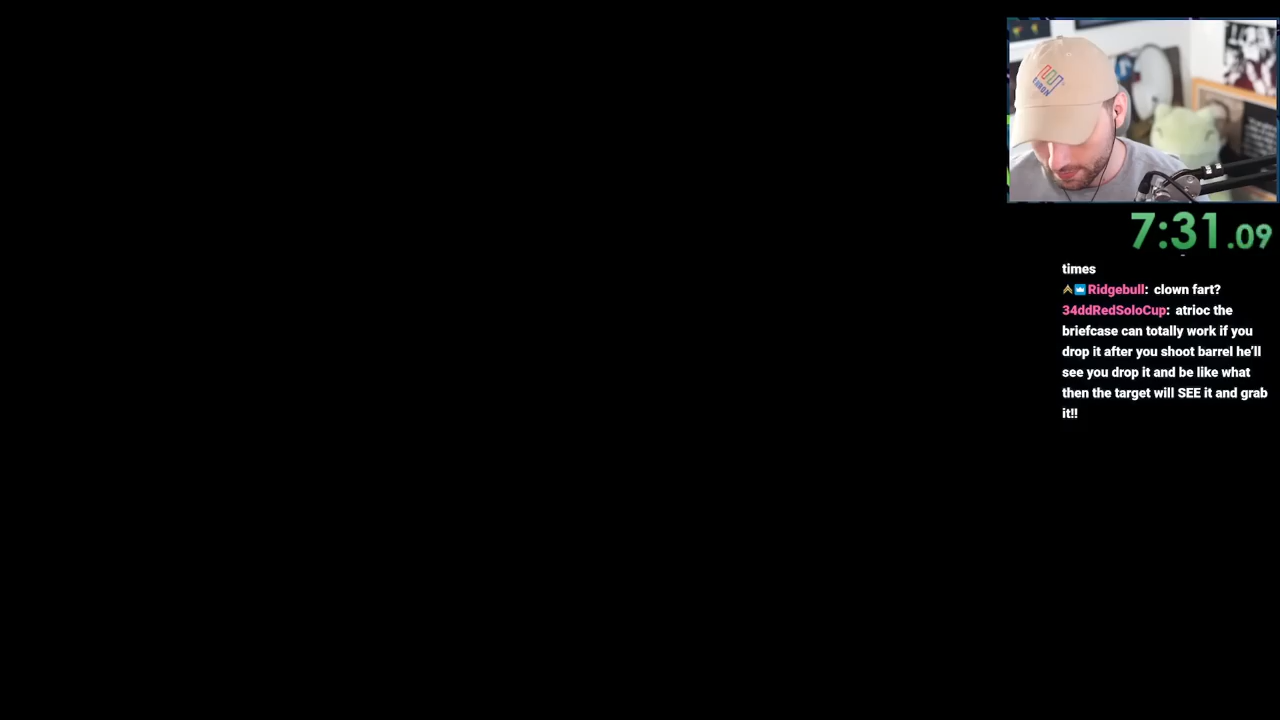 ENRON
7:31.09
times
Ridgebull: clown fart?
34ddRedSoloCup: atrioc the
briefcase can totally work if you
drop it after you shoot barrel he'll
see you drop it and be like what
then the target will SEE it and grab
it!!